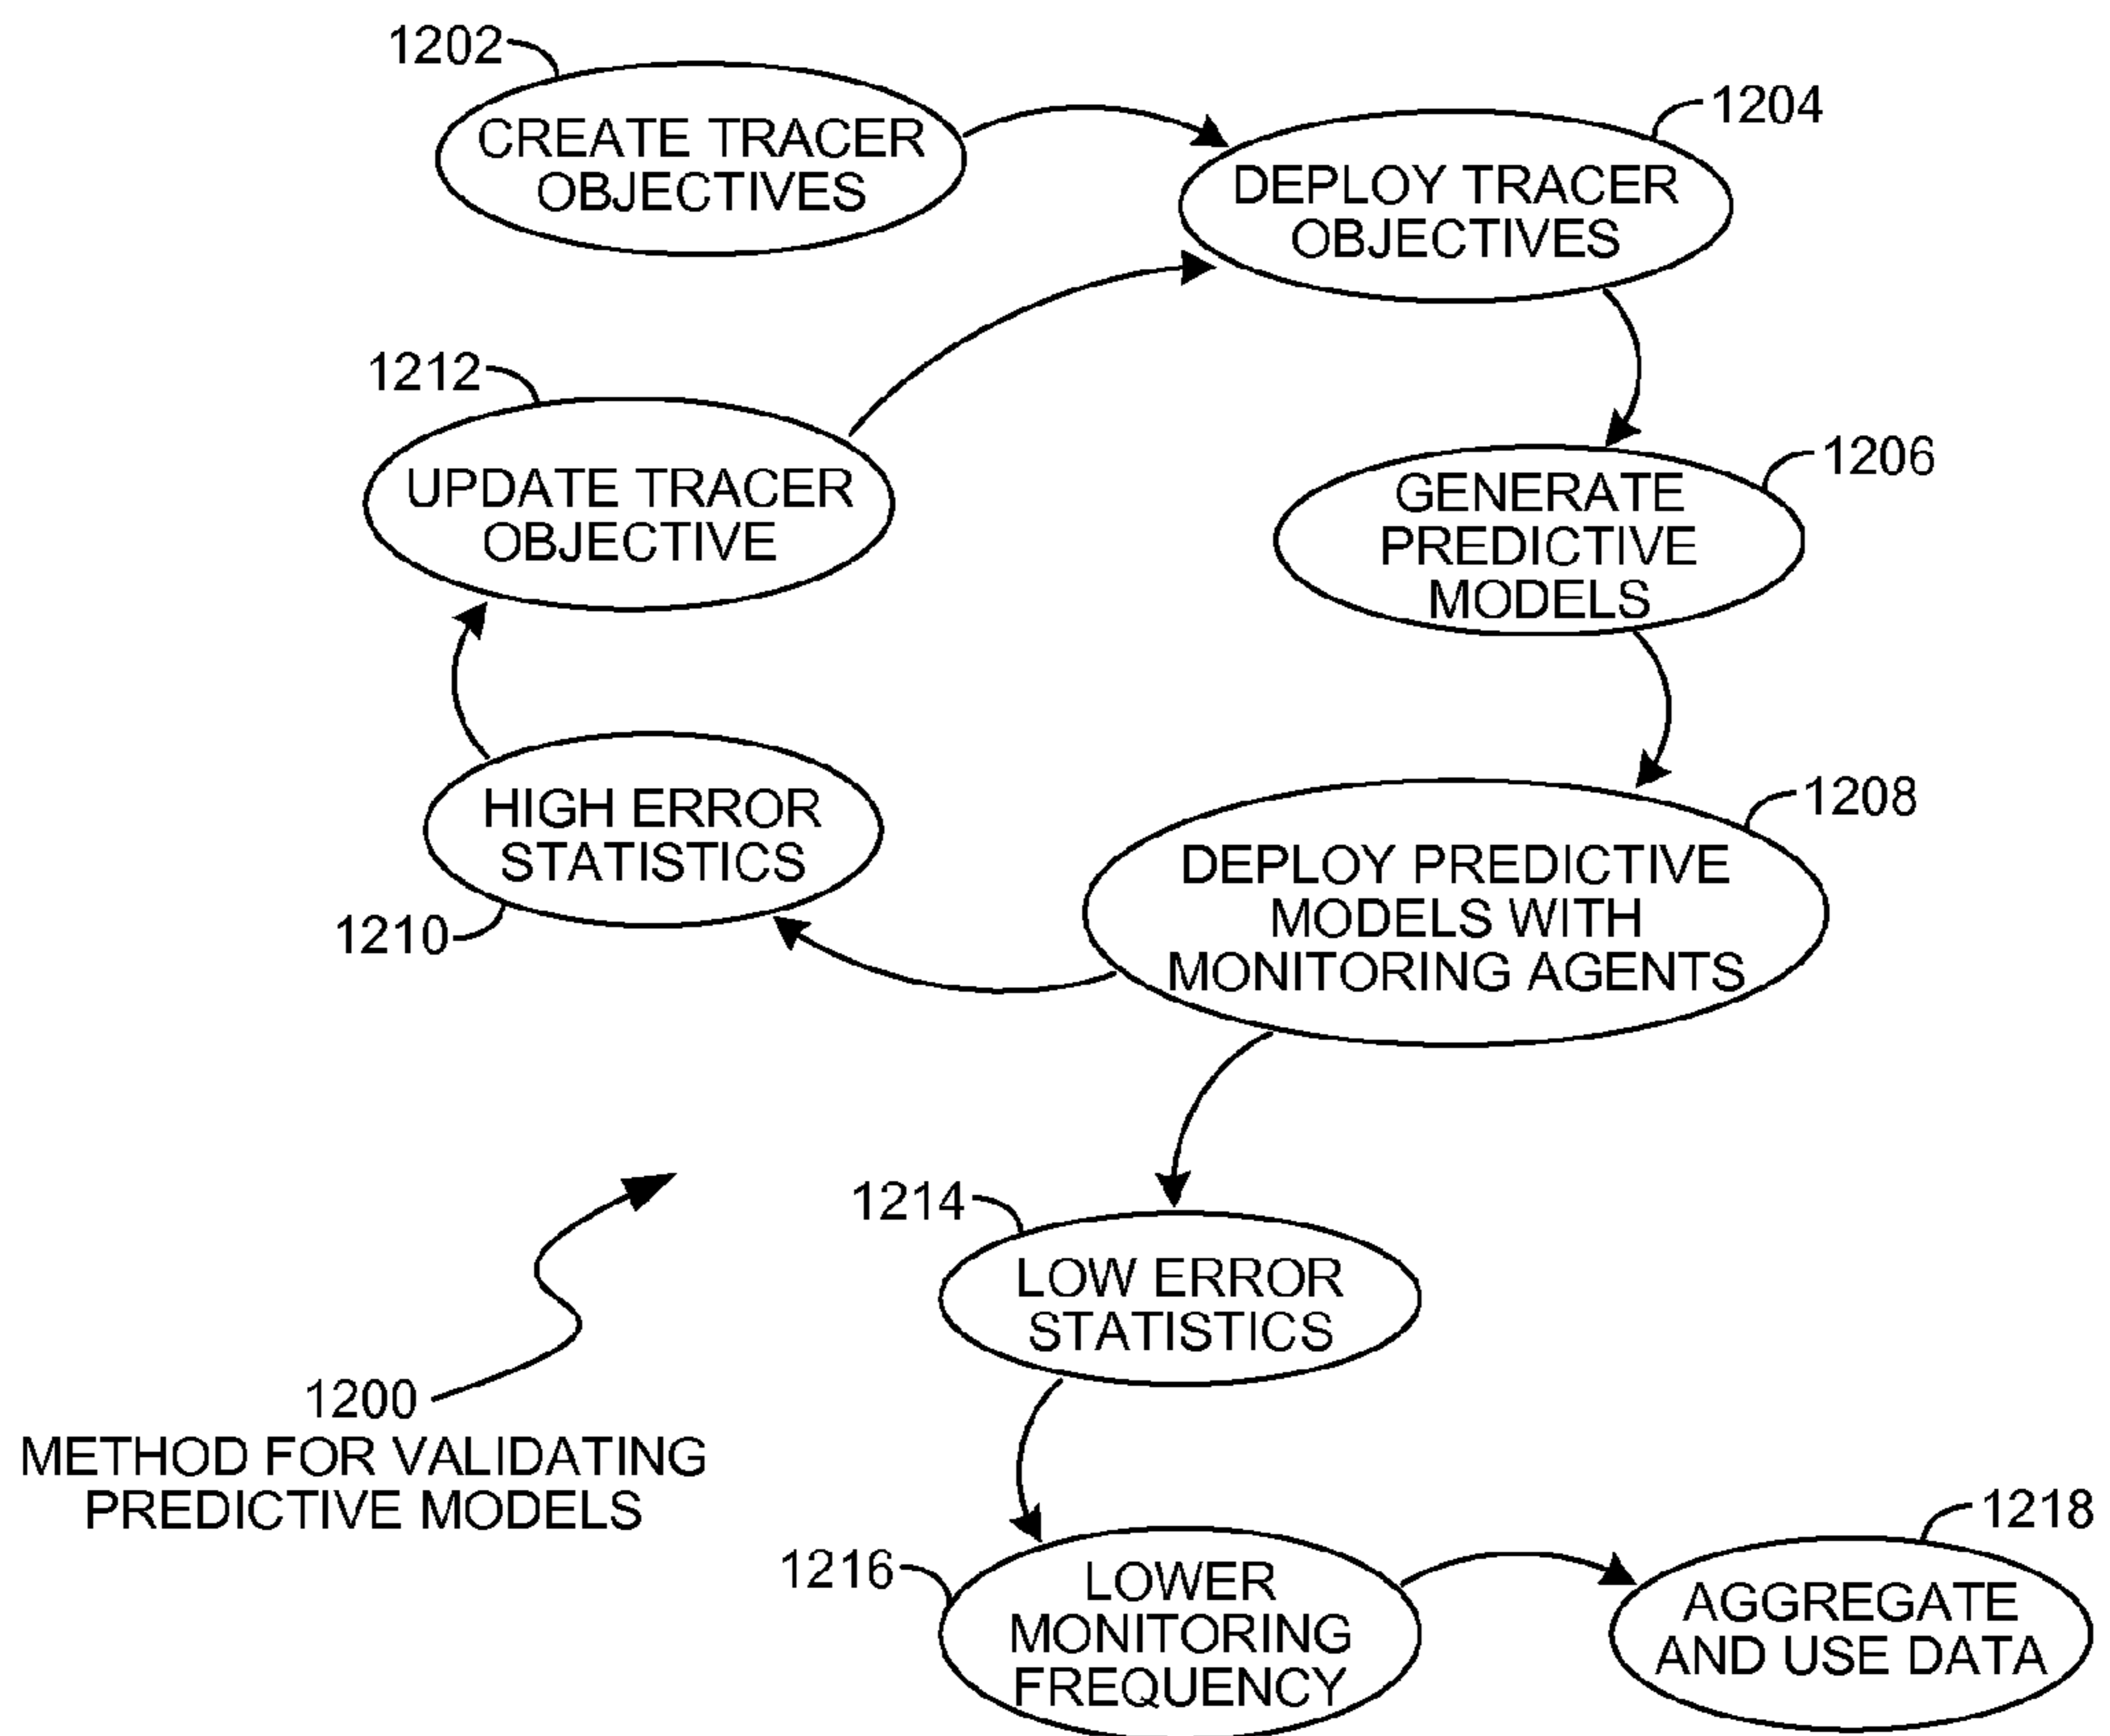 1202
CREATE TRACER
OBJECTIVES
1204
DEPLOY TRACER
OBJECTIVES
1212
UPDATE TRACER
OBJECTIVE
1206
GENERATE
PREDICTIVE
MODELS
HIGH ERROR
STATISTICS
1210
1208
DEPLOY PREDICTIVE
MODELS WITH
MONITORING AGENTS
1214
LOW ERROR
STATISTICS
1200
METHOD FOR VALIDATING
PREDICTIVE MODELS
1216
LOWER
MONITORING
FREQUENCY
1218
AGGREGATE
AND USE DATA